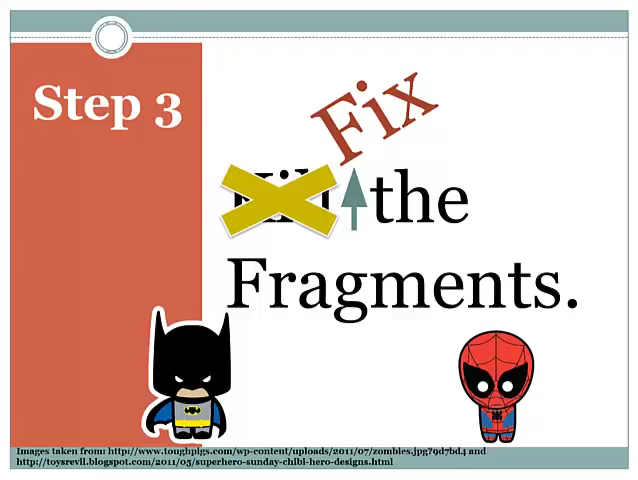 Step 3
Fix
Kill the
Fragments.
Images taken from: http://www.toughpigs.com/wp-content/uploads/2011/07/zombies.jpg?9d7bd4 and
http://toysrevil.blogspot.com/2011/05/superhero-sunday-chibi-hero-designs.html